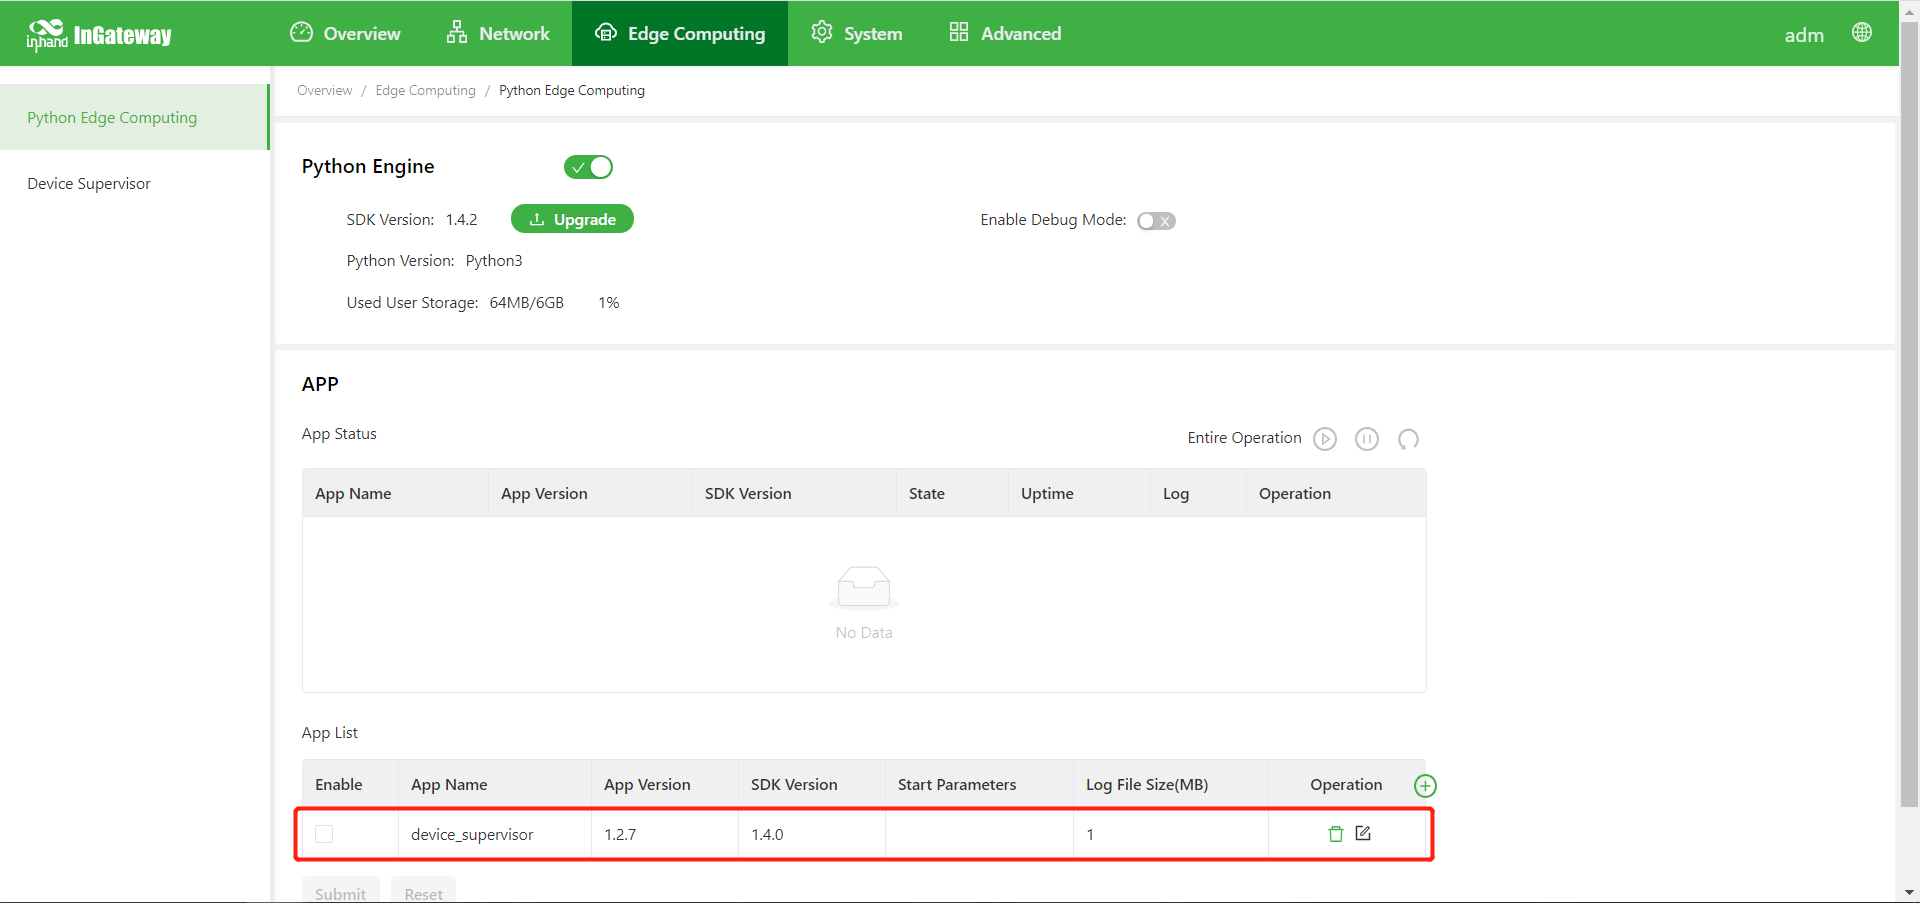 inhand InGateway Overview Network Edge Computing System Advanced adm
Python Edge Computing
Device Supervisor
Overview / Edge Computing / Python Edge Computing
Python Engine
SDK Version: 1.4.2 Upgrade Enable Debug Mode:
Python Version: Python3
Used User Storage: 64MB/6GB 1%
APP
App Status Entire Operation
App Name App Version SDK Version State Uptime Log Operation
No Data
App List
Enable App Name App Version SDK Version Start Parameters Log File Size(MB) Operation
device_supervisor 1.2.7 1.4.0 1
Submit Reset